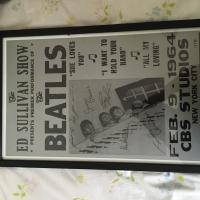 The
ED SULLIVAN SHOW
PRESENTS PREMIER PERFORMANCE OF
The
BEATLES
"SHE LOVES
YOU"
"I WANT TO
HOLD YOUR
HAND"
"ALL MY
LOVING"
FEB. 9 - 1964
CBS STUDIOS
NEW YORK CITY